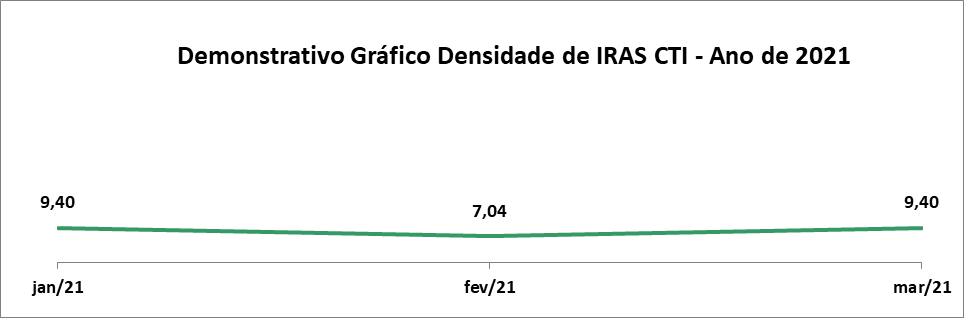 Demonstrativo Gráfico Densidade de IRAS CTI - Ano de 2021
9,40
7,04
9,40
jan/21
fev/21
mar/21